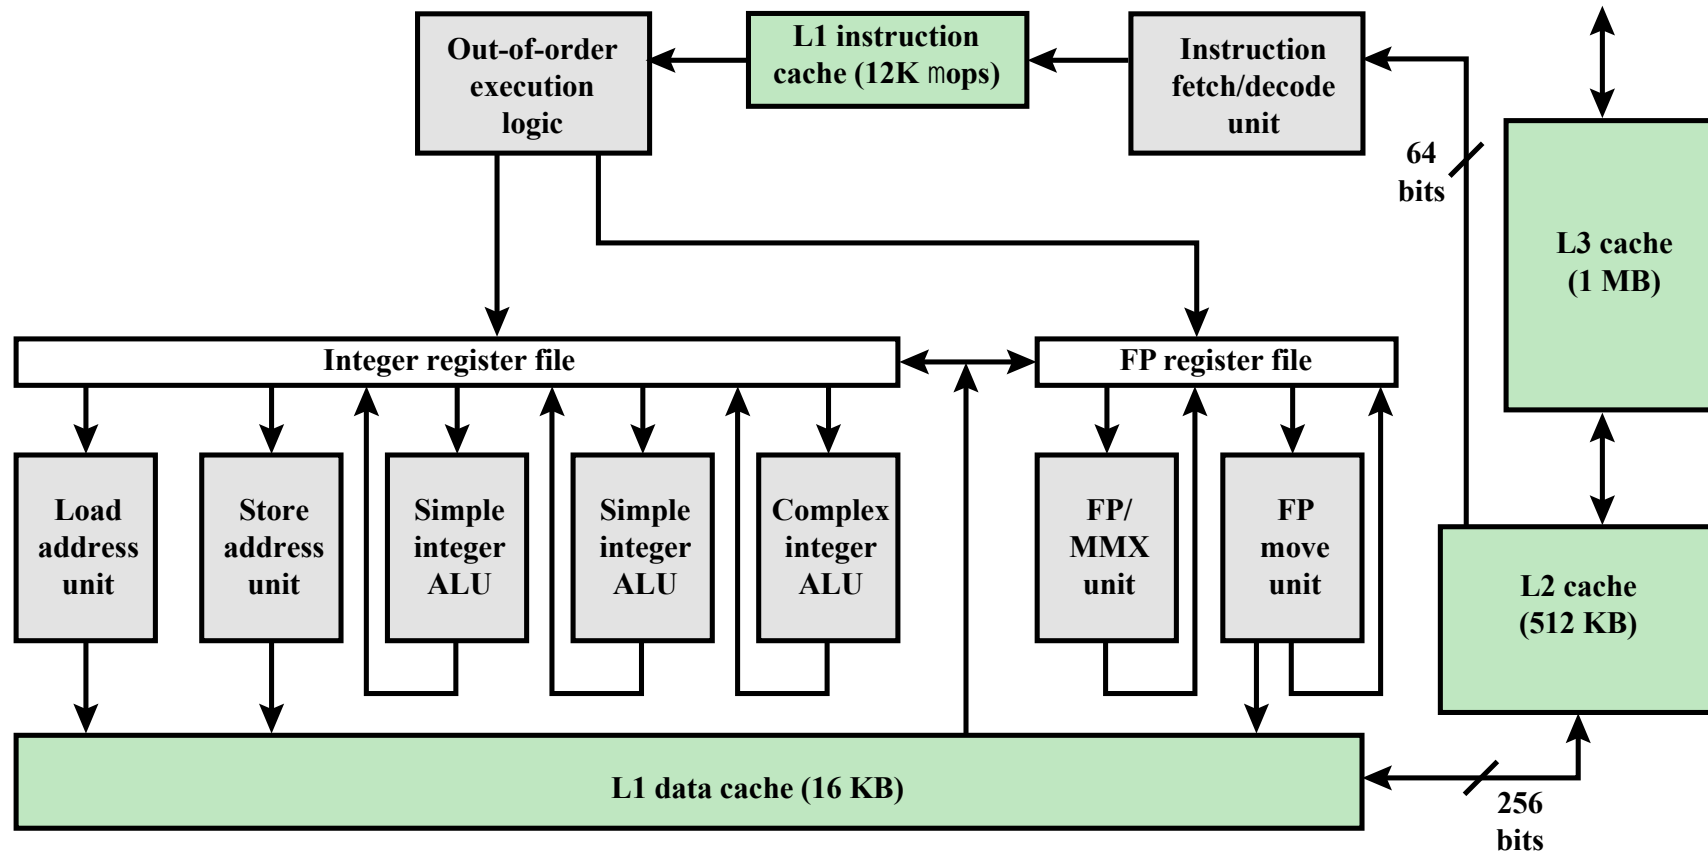 Out-of-order
execution
logic
L1 instruction
cache (12K mops)
Instruction
fetch/decode
unit
64
bits
L3 cache
(1 MB)
Integer register file
FP register file
Load
address
unit
Store
address
unit
Simple
integer
ALU
Simple
integer
ALU
Complex
integer
ALU
FP/
MMX
unit
FP
move
unit
L2 cache
(512 KB)
L1 data cache (16 KB)
256
bits